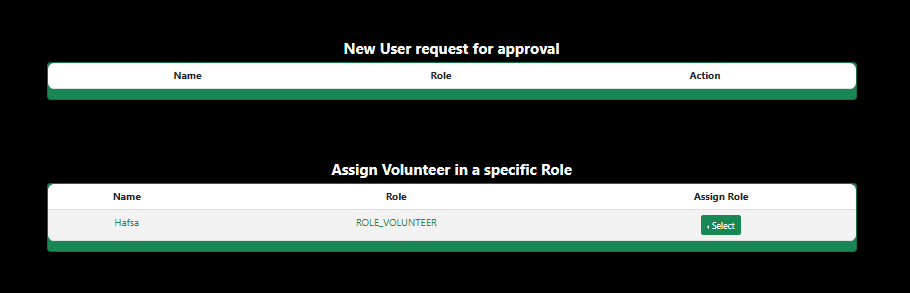 New User request for approval
Name Role Action
Assign Volunteer in a specific Role
Name Role Assign Role
Hafsa ROLE_VOLUNTEER Select